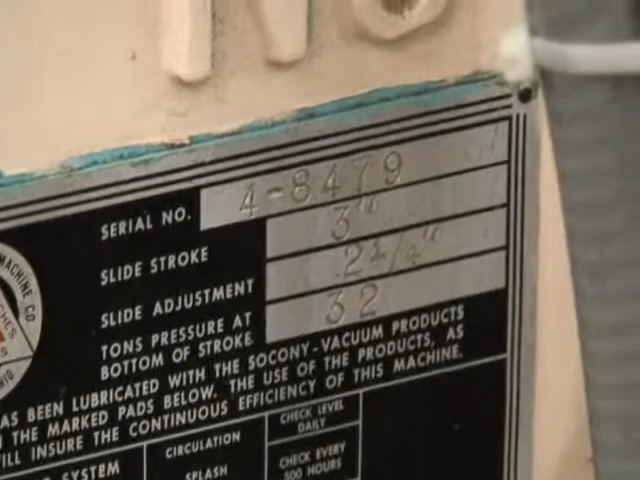 SERIAL NO. 4-8479
SLIDE STROKE 3"
SLIDE ADJUSTMENT 2 1/4"
TONS PRESSURE AT BOTTOM OF STROKE 32
MACHINE CO
AS BEEN LUBRICATED WITH THE SOCONY-VACUUM PRODUCTS
THE MARKED PADS BELOW. THE USE OF THE PRODUCTS, AS
ILL INSURE THE CONTINUOUS EFFICIENCY OF THIS MACHINE.
SYSTEM
CIRCULATION
SPLASH
CHECK LEVEL
DAILY
CHECK EVERY
500 HOURS